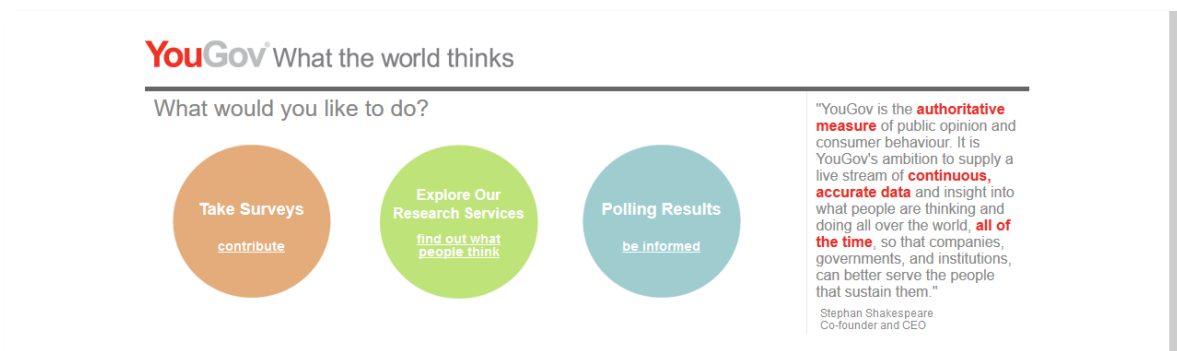 YouGov® What the world thinks
What would you like to do?
Take Surveys
contribute
Explore Our
Research Services
find out what
people think
Polling Results
be informed
"YouGov is the authoritative
measure of public opinion and
consumer behaviour. It is
YouGov's ambition to supply a
live stream of continuous,
accurate data and insight into
what people are thinking and
doing all over the world, all of
the time, so that companies,
governments, and institutions,
can better serve the people
that sustain them."
Stephan Shakespeare
Co-founder and CEO